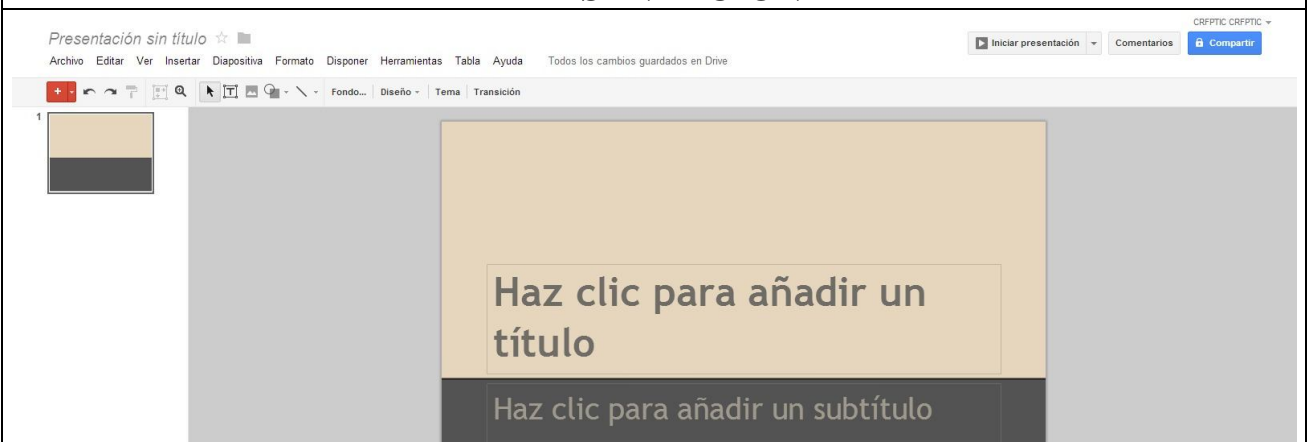 CRFPTIC CRFPTIC
Presentación sin título
Iniciar presentación Comentarios Compartir
Archivo Editar Ver Insertar Diapositiva Formato Disponer Herramientas Tabla Ayuda Todos los cambios guardados en Drive
Fondo... Diseño Tema Transición
1
Haz clic para añadir un
título
Haz clic para añadir un subtítulo